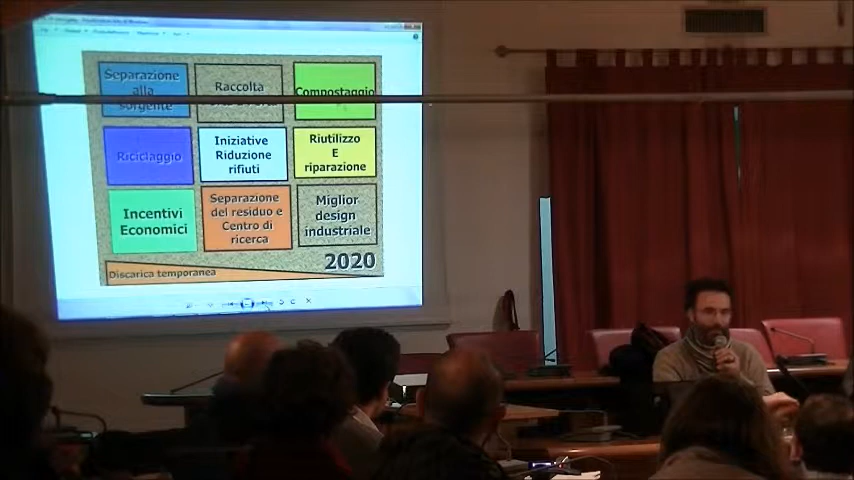 Separazione
alla
sorgente
Raccolta
Compostaggio
Riciclaggio
Iniziative
Riduzione
rifiuti
Riutilizzo
E
riparazione
Incentivi
Economici
Separazione
del residuo e
Centro di
ricerca
Miglior
design
industriale
2020
Discarica temporanea